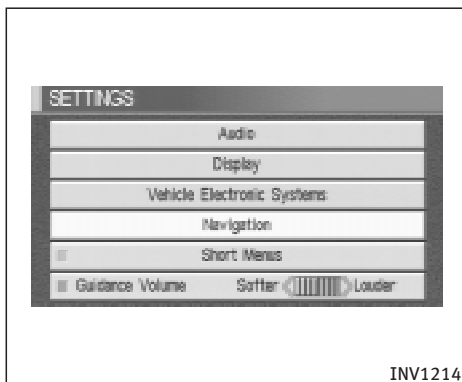 SETTINGS
Audio
Display
Vehicle Electronic Systems
Navigation
Short Menus
Guidance Volume Softer Louder
INV1214